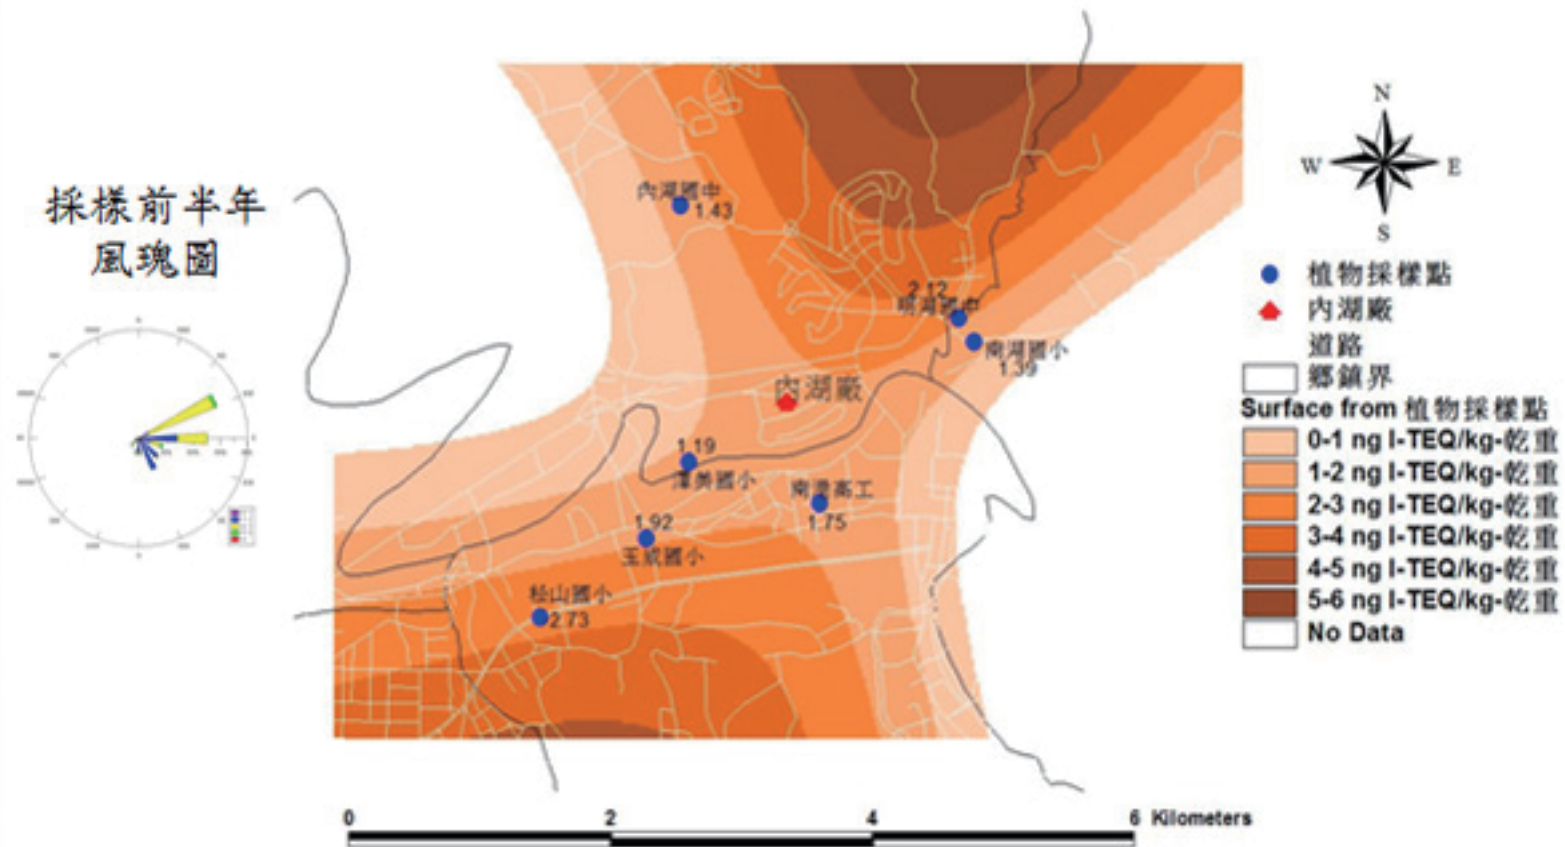 採樣前半年
風瑰圖
內湖國中
1.43
2.12
明湖國中
南湖國小
1.39
內湖廠
1.19
潭美國小
南港高工
1.75
1.92
玉成國小
松山國小
2.73
N
W
E
S
植物採樣點
內湖廠
道路
鄉鎮界
Surface from 植物採樣點
0-1 ng I-TEQ/kg-乾重
1-2 ng I-TEQ/kg-乾重
2-3 ng I-TEQ/kg-乾重
3-4 ng I-TEQ/kg-乾重
4-5 ng I-TEQ/kg-乾重
5-6 ng I-TEQ/kg-乾重
No Data
0
2
4
6 Kilometers